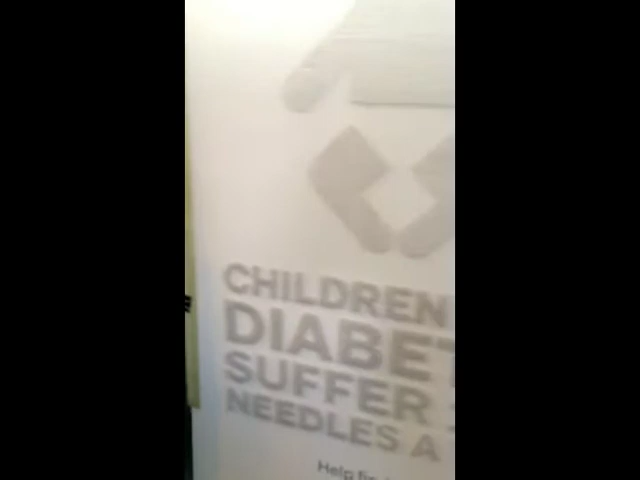 CHILDREN
DIABET
SUFFER
NEEDLES A
Help fi